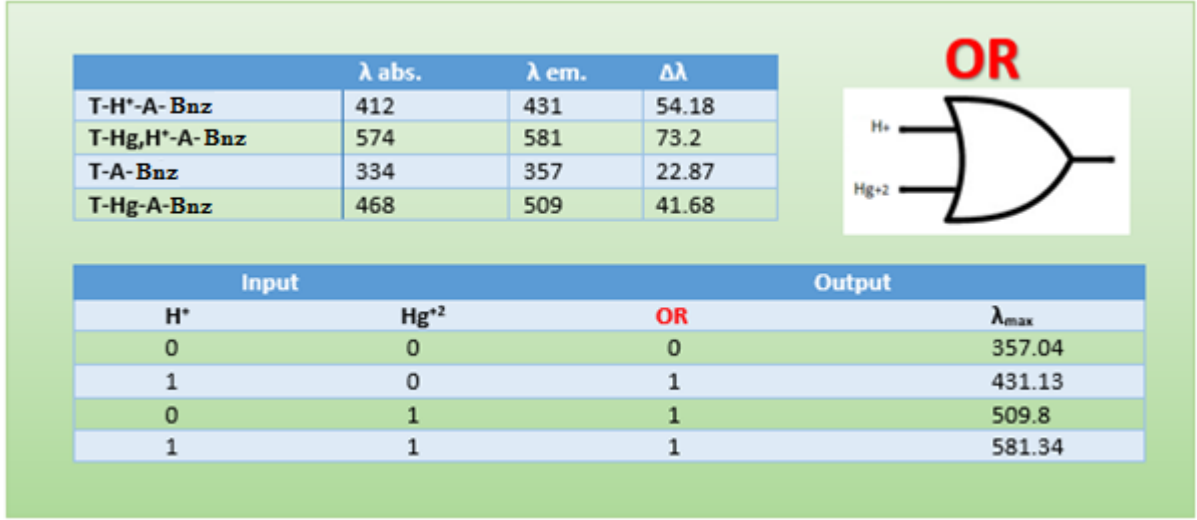 OR
λ abs. λ em. Δλ
T-H⁺-A-Bnz 412 431 54.18
T-Hg,H⁺-A-Bnz 574 581 73.2
T-A-Bnz 334 357 22.87
T-Hg-A-Bnz 468 509 41.68
H+
Hg+2
Input Output
H⁺ Hg⁺² OR λmax
0 0 0 357.04
1 0 1 431.13
0 1 1 509.8
1 1 1 581.34